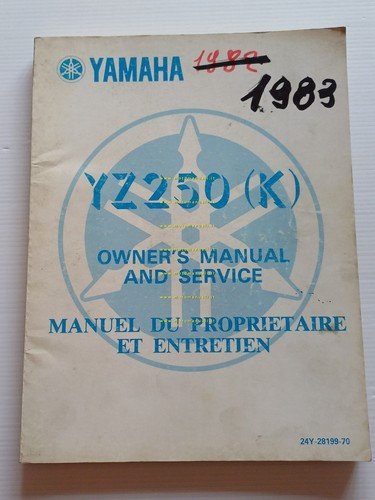 YAMAHA 1982
1983
YZ250 (K)
OWNER'S MANUAL
AND SERVICE
MANUEL DU PROPRIETAIRE
ET ENTRETIEN
24Y-28199-70